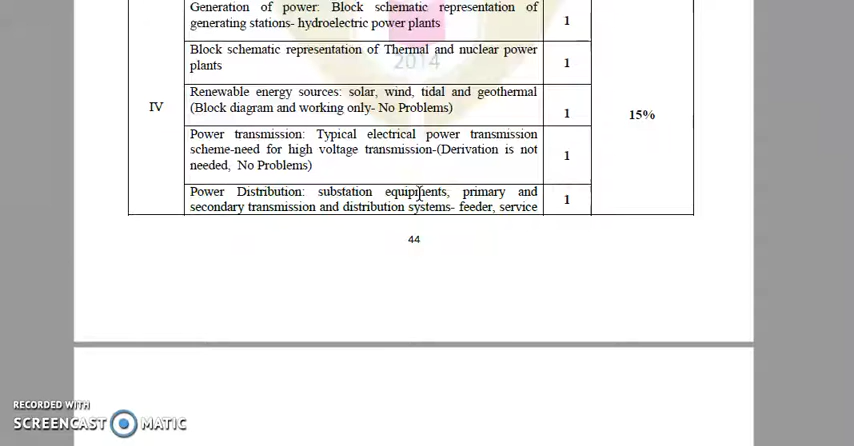 Generation of power: Block schematic representation of
generating stations- hydroelectric power plants
1
Block schematic representation of Thermal and nuclear power
plants
1
2014
Renewable energy sources: solar, wind, tidal and geothermal
(Block diagram and working only- No Problems)
1
IV
15%
Power transmission: Typical electrical power transmission
scheme-need for high voltage transmission-(Derivation is not
needed, No Problems)
1
Power Distribution: substation equipments, primary and
secondary transmission and distribution systems- feeder, service
1
44
RECORDED WITH
SCREENCAST MATIC